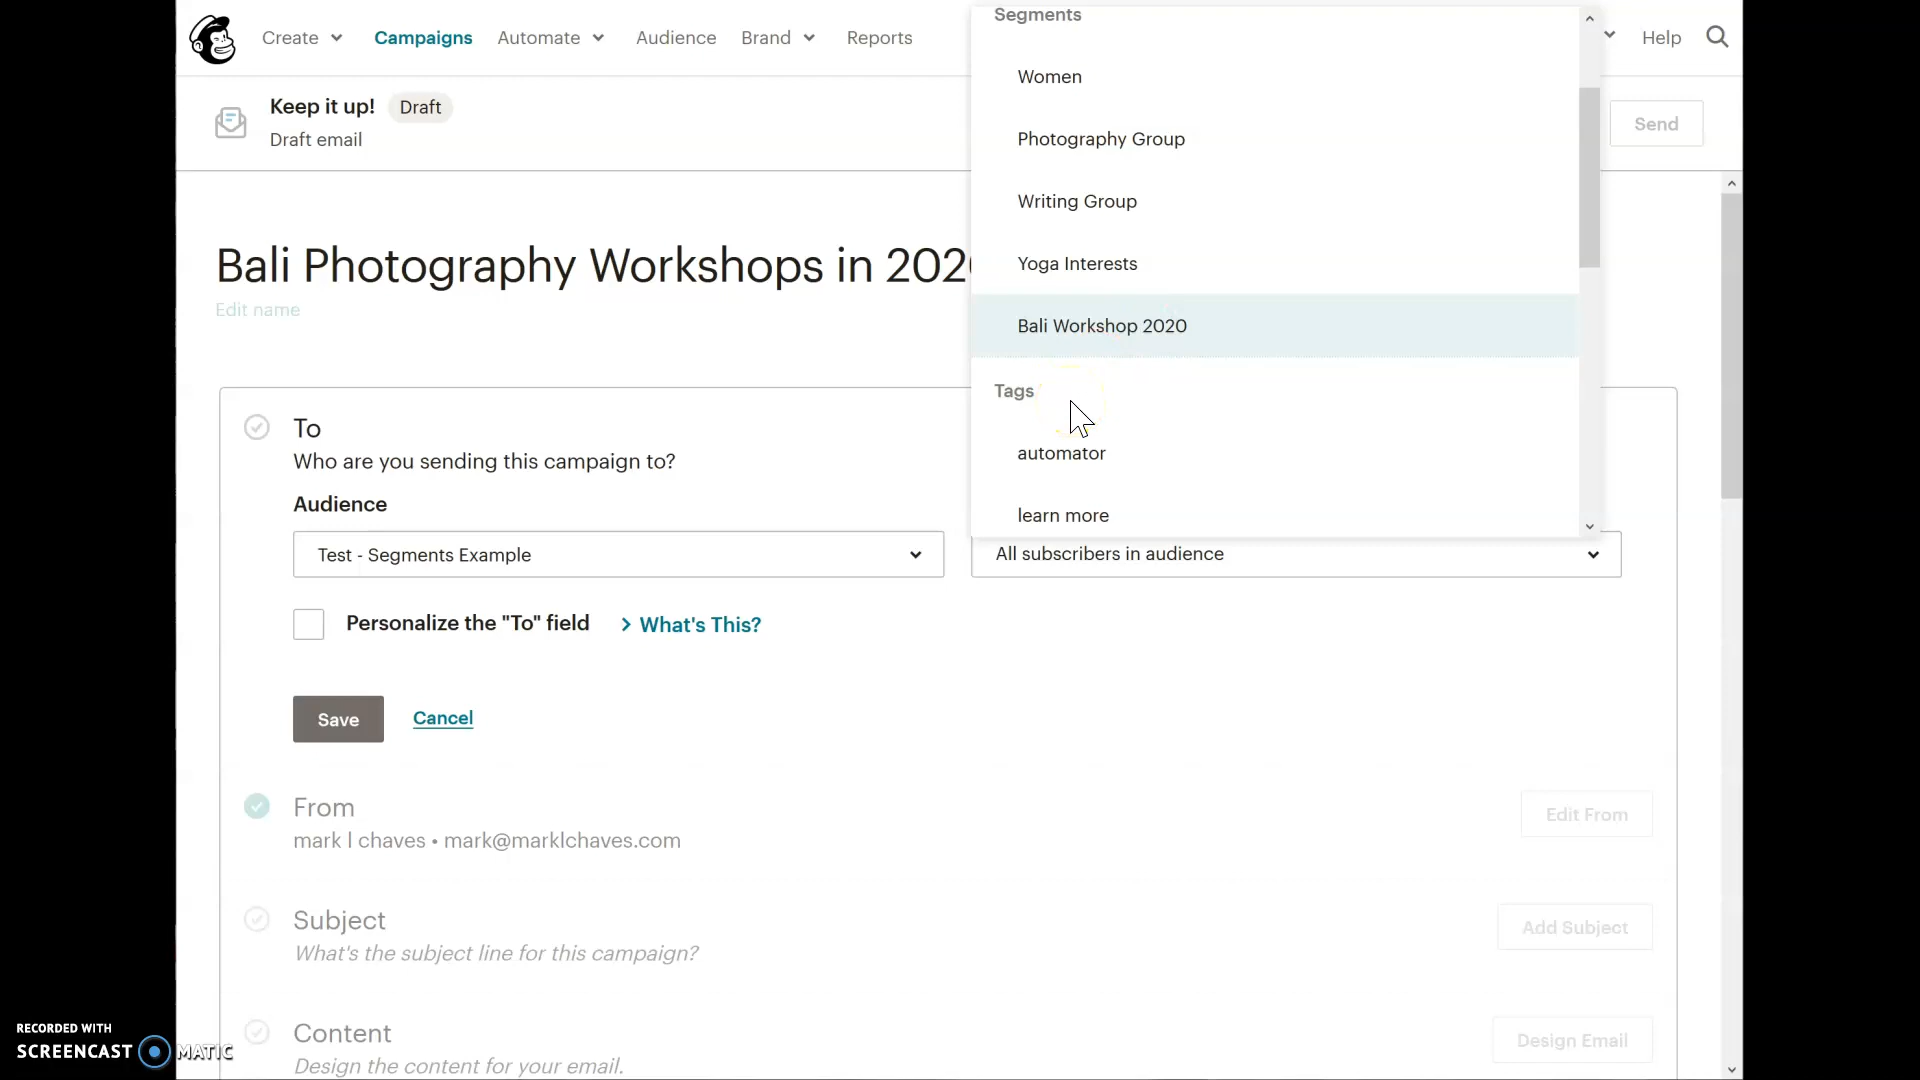 Create
Campaigns
Automate
Audience
Brand
Reports
Help
Keep it up!
Draft
Draft email
Send
Segments
Women
Photography Group
Writing Group
Yoga Interests
Bali Workshop 2020
Tags
automator
learn more
Bali Photography Workshops in 202
Edit name
To
Who are you sending this campaign to?
Audience
Test - Segments Example
All subscribers in audience
Personalize the "To" field
What's This?
Save
Cancel
From
mark l chaves • mark@marklchaves.com
Edit From
Subject
What's the subject line for this campaign?
Add Subject
Content
Design the content for your email.
Design Email
RECORDED WITH
SCREENCAST MATIC